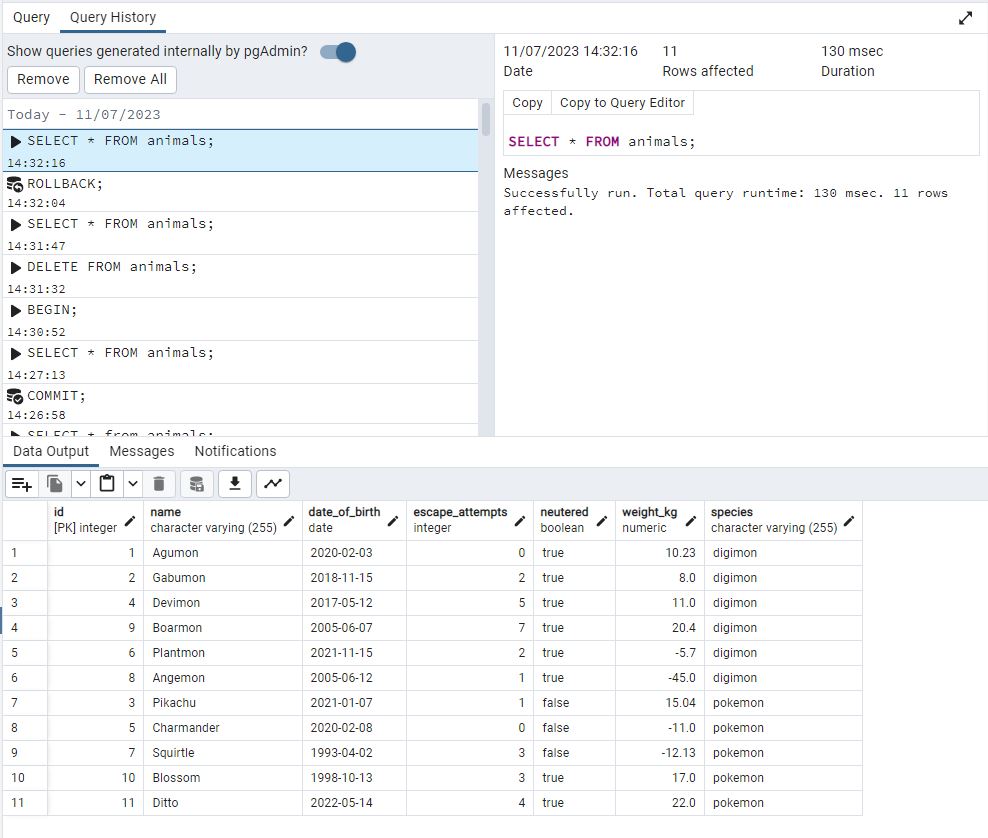 Query Query History
Show queries generated internally by pgAdmin?
Remove Remove All
Today - 11/07/2023
SELECT * FROM animals;
14:32:16
ROLLBACK;
14:32:04
SELECT * FROM animals;
14:31:47
DELETE FROM animals;
14:31:32
BEGIN;
14:30:52
SELECT * FROM animals;
14:27:13
COMMIT;
14:26:58
SELECT * from animals;
11/07/2023 14:32:16 11 130 msec
Date Rows affected Duration
Copy Copy to Query Editor
SELECT * FROM animals;
Messages
Successfully run. Total query runtime: 130 msec. 11 rows
affected.
Data Output Messages Notifications
id name date_of_birth escape_attempts neutered weight_kg species
[PK] integer character varying (255) date integer boolean numeric character varying (255)
1 1 Agumon 2020-02-03 0 true 10.23 digimon
2 2 Gabumon 2018-11-15 2 true 8.0 digimon
3 4 Devimon 2017-05-12 5 true 11.0 digimon
4 9 Boarmon 2005-06-07 7 true 20.4 digimon
5 6 Plantmon 2021-11-15 2 true -5.7 digimon
6 8 Angemon 2005-06-12 1 true -45.0 digimon
7 3 Pikachu 2021-01-07 1 false 15.04 pokemon
8 5 Charmander 2020-02-08 0 false -11.0 pokemon
9 7 Squirtle 1993-04-02 3 false -12.13 pokemon
10 10 Blossom 1998-10-13 3 true 17.0 pokemon
11 11 Ditto 2022-05-14 4 true 22.0 pokemon